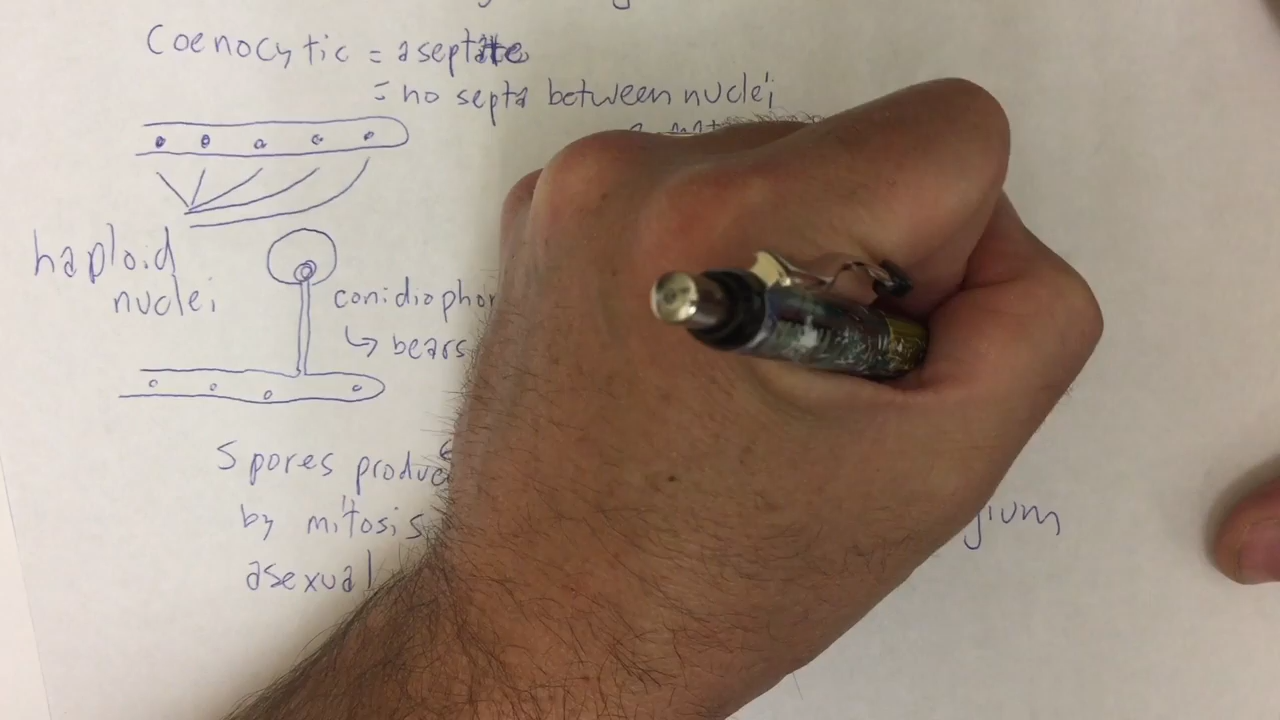 Coenocytic = aseptate
= no septa between nuclei
haploid
nuclei
conidiophor
↳ bears
Spores produc
by mitosis
asexual
gium